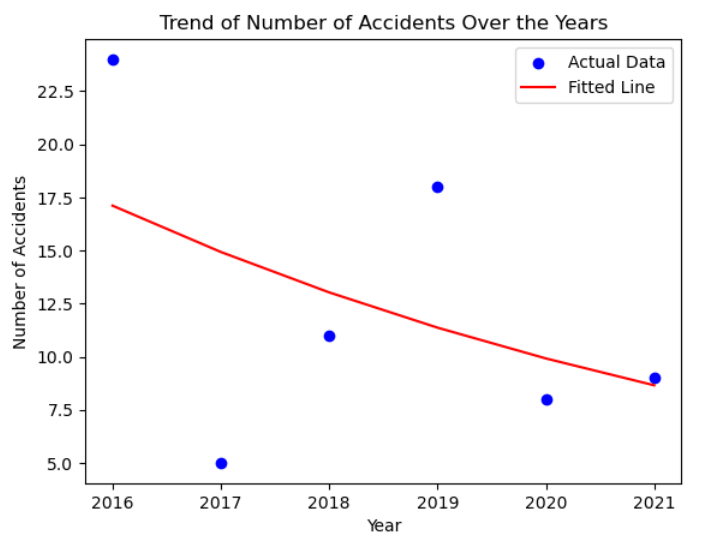 Trend of Number of Accidents Over the Years
Actual Data
Fitted Line
22.5
20.0
17.5
15.0
12.5
10.0
7.5
5.0
Number of Accidents
2016 2017 2018 2019 2020 2021
Year